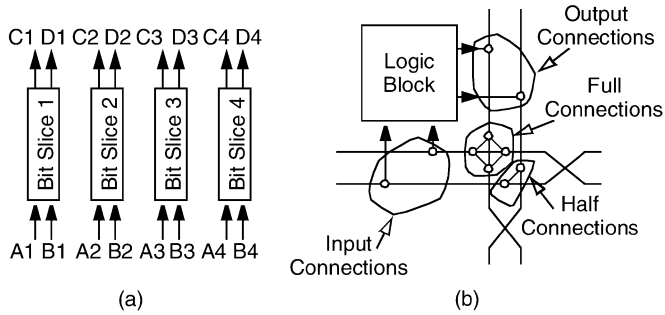 C1 D1 C2 D2 C3 D3 C4 D4
Bit Slice 1
Bit Slice 2
Bit Slice 3
Bit Slice 4
A1 B1 A2 B2 A3 B3 A4 B4
(a)
Logic
Block
Output
Connections
Full
Connections
Half
Connections
Input
Connections
(b)